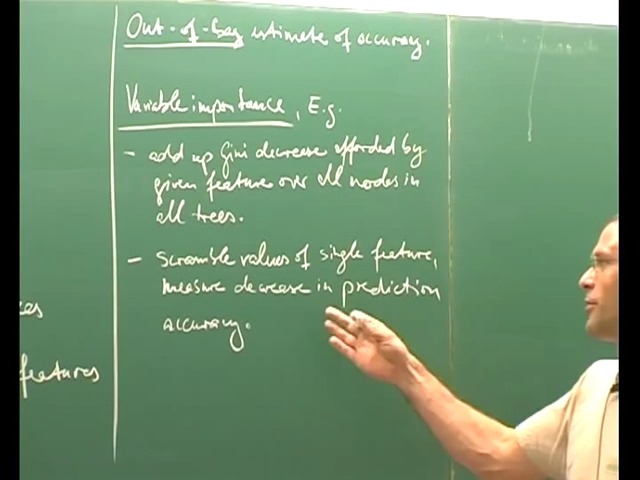 Out-of-bag estimate of accuracy.
Variable importance, E.g.
- add up Gini decrease afforded by
given feature over all nodes in
all trees.
- scramble values of single feature,
measure decrease in prediction
accuracy.
features